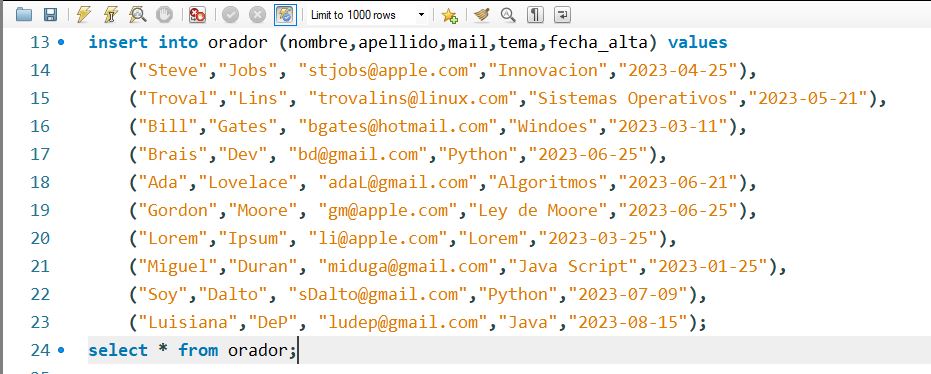 Limit to 1000 rows
13 insert into orador (nombre,apellido,mail,tema,fecha_alta) values
14 ("Steve","Jobs", "stjobs@apple.com","Innovacion","2023-04-25"),
15 ("Troval","Lins", "trovalins@linux.com","Sistemas Operativos","2023-05-21"),
16 ("Bill","Gates", "bgates@hotmail.com","Windoes","2023-03-11"),
17 ("Brais","Dev", "bd@gmail.com","Python","2023-06-25"),
18 ("Ada","Lovelace", "adaL@gmail.com","Algoritmos","2023-06-21"),
19 ("Gordon","Moore", "gm@apple.com","Ley de Moore","2023-06-25"),
20 ("Lorem","Ipsum", "li@apple.com","Lorem","2023-03-25"),
21 ("Miguel","Duran", "miduga@gmail.com","Java Script","2023-01-25"),
22 ("Soy","Dalto", "sDalto@gmail.com","Python","2023-07-09"),
23 ("Luisiana","DeP", "ludep@gmail.com","Java","2023-08-15");
24 select * from orador;